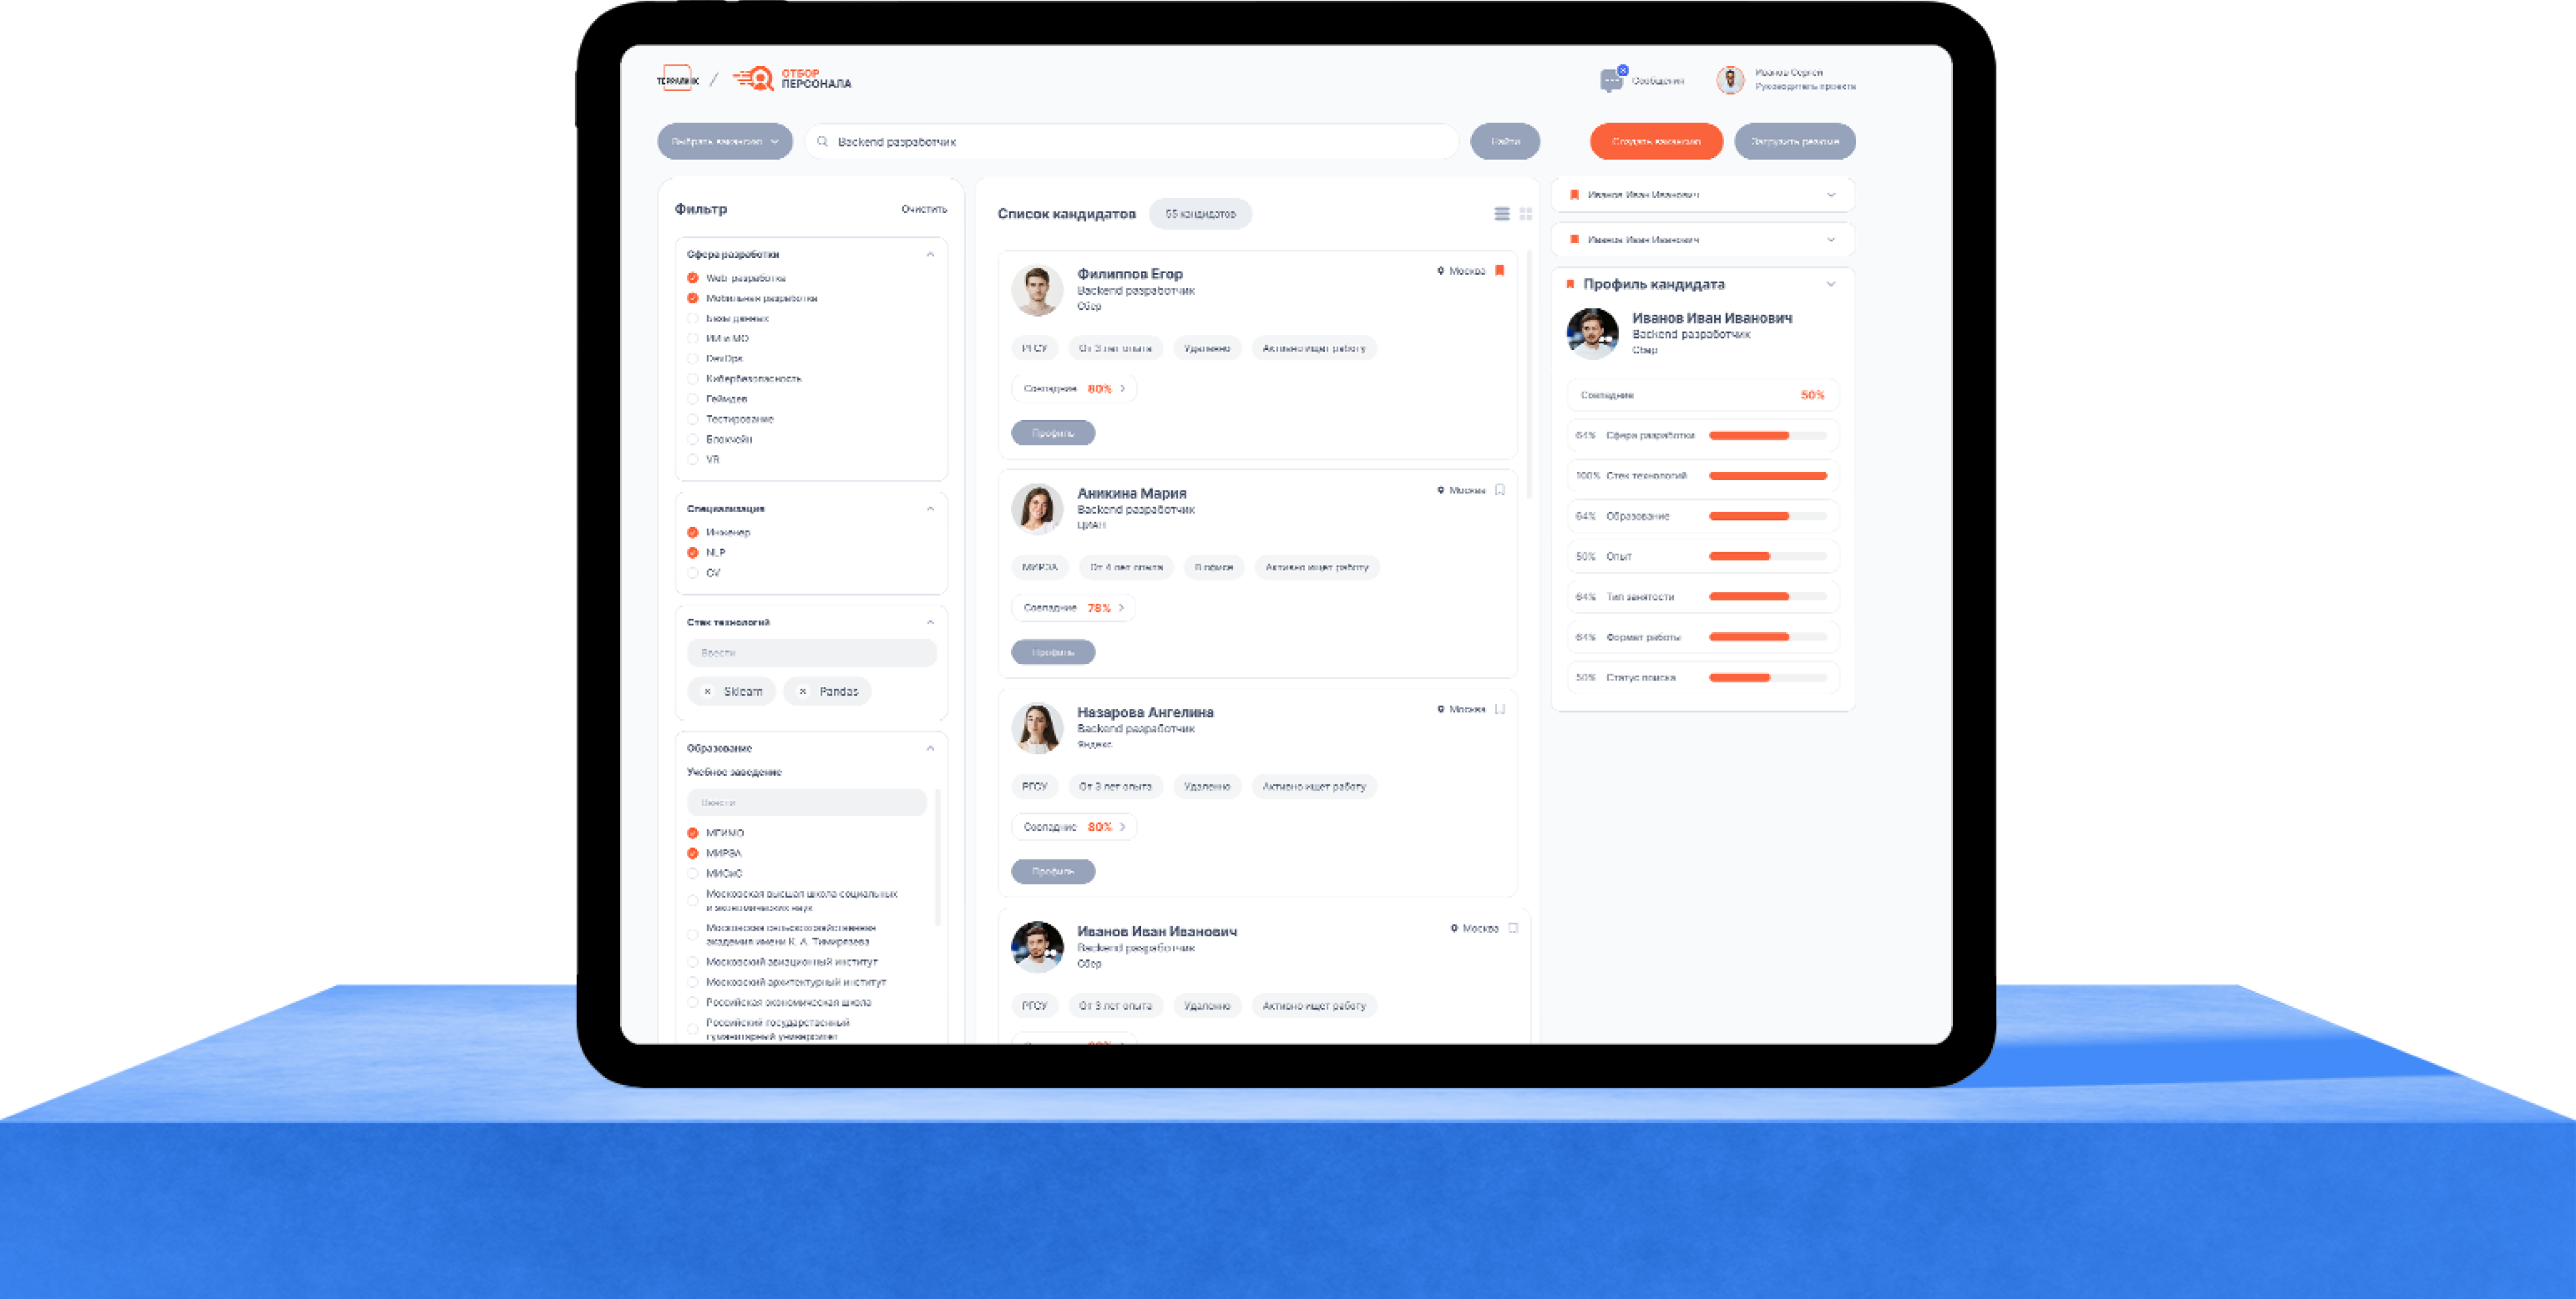 ТЕРРАЛИНК / ОТБОР ПЕРСОНАЛА
Сообщения
Иванов Сергей
Руководитель проекта
Выбрать вакансию
Backend разработчик
Найти
Создать вакансию
Загрузить резюме
Фильтр
Очистить
Сфера разработки
Web разработка
Мобильная разработка
Базы данных
ИИ и МО
DevOps
Кибербезопасность
Геймдев
Тестирование
Блокчейн
VR
Специализация
Инженер
NLP
CV
Стек технологий
Ввести
× Sklearn × Pandas
Образование
Учебное заведение
Ввести
МГИМО
МИРЭА
МИСиС
Московская высшая школа социальных
и экономических наук
Московская сельскохозяйственная
академия имени К. А. Тимирязева
Московский авиационный институт
Московский архитектурный институт
Российская экономическая школа
Российский государственный
гуманитарный университет
Список кандидатов
55 кандидатов
Филиппов Егор
Москва
Backend разработчик
Сбер
РГСУ От 3 лет опыта Удаленно Активно ищет работу
Совпадние 80%
Профиль
Аникина Мария
Москва
Backend разработчик
ЦИАН
МИРЭА От 4 лет опыта В офисе Активно ищет работу
Совпадние 78%
Профиль
Назарова Ангелина
Москва
Backend разработчик
Яндекс
РГСУ От 3 лет опыта Удаленно Активно ищет работу
Совпадние 80%
Профиль
Иванов Иван Иванович
Москва
Backend разработчик
Сбер
РГСУ От 3 лет опыта Удаленно Активно ищет работу
Иванов Иван Иванович
Иванов Иван Иванович
Профиль кандидата
Иванов Иван Иванович
Backend разработчик
Сбер
Совпадние 50%
64% Сфера разработки
100% Стек технологий
64% Образование
50% Опыт
64% Тип занятости
64% Формат работы
50% Статус поиска